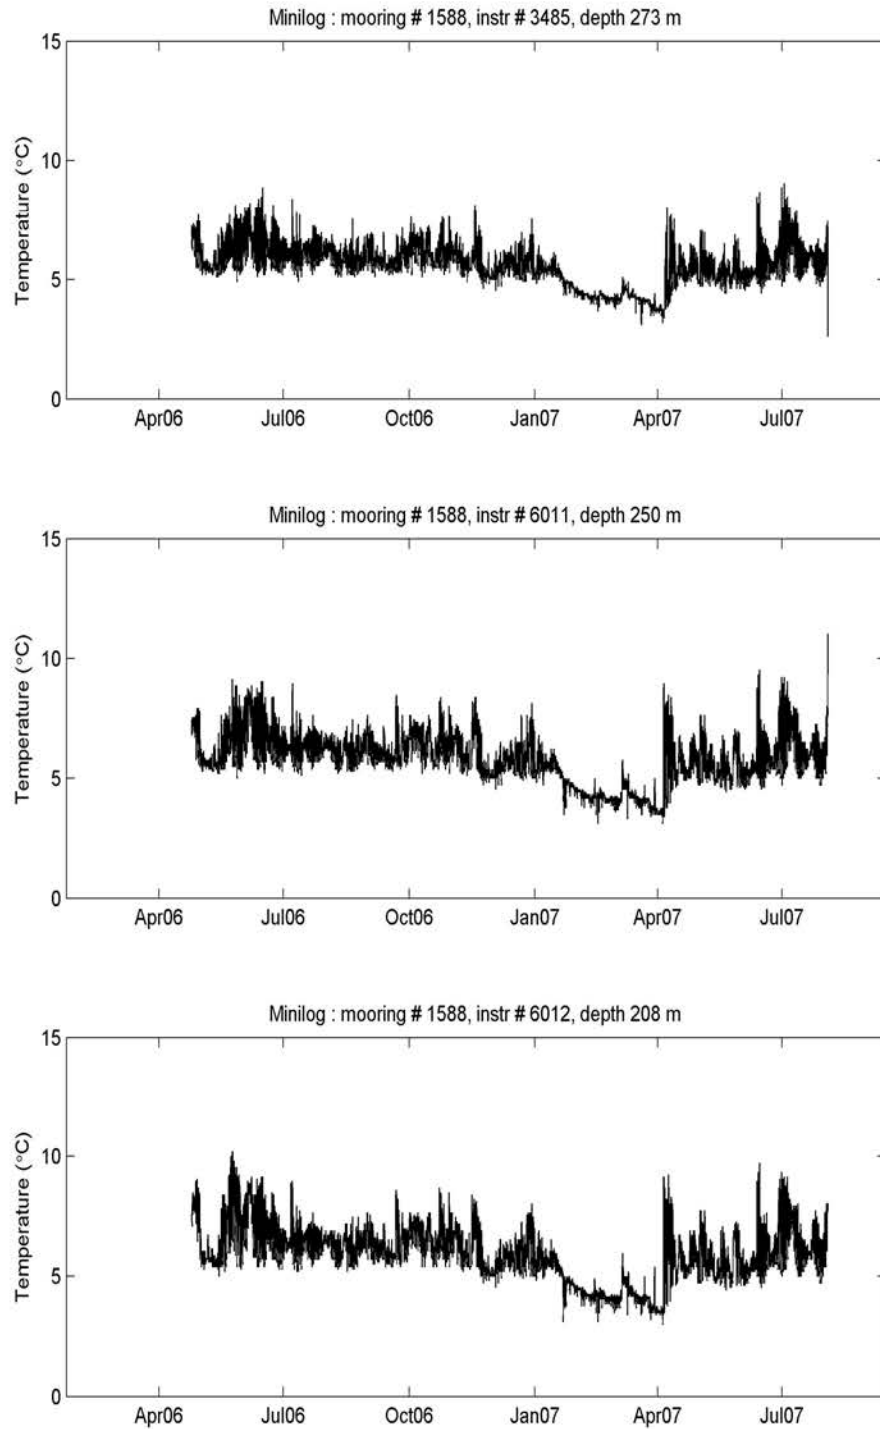 Minilog : mooring # 1588, instr # 3485, depth 273 m
15
10
5
0
Temperature (°C)
Apr06 Jul06 Oct06 Jan07 Apr07 Jul07
Minilog : mooring # 1588, instr # 6011, depth 250 m
15
10
5
0
Temperature (°C)
Apr06 Jul06 Oct06 Jan07 Apr07 Jul07
Minilog : mooring # 1588, instr # 6012, depth 208 m
15
10
5
0
Temperature (°C)
Apr06 Jul06 Oct06 Jan07 Apr07 Jul07